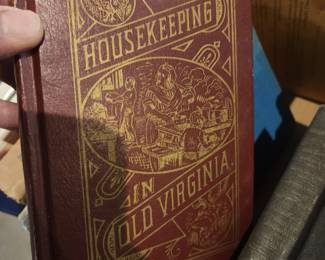 HOUSEKEEPING
IN
OLD VIRGINIA.